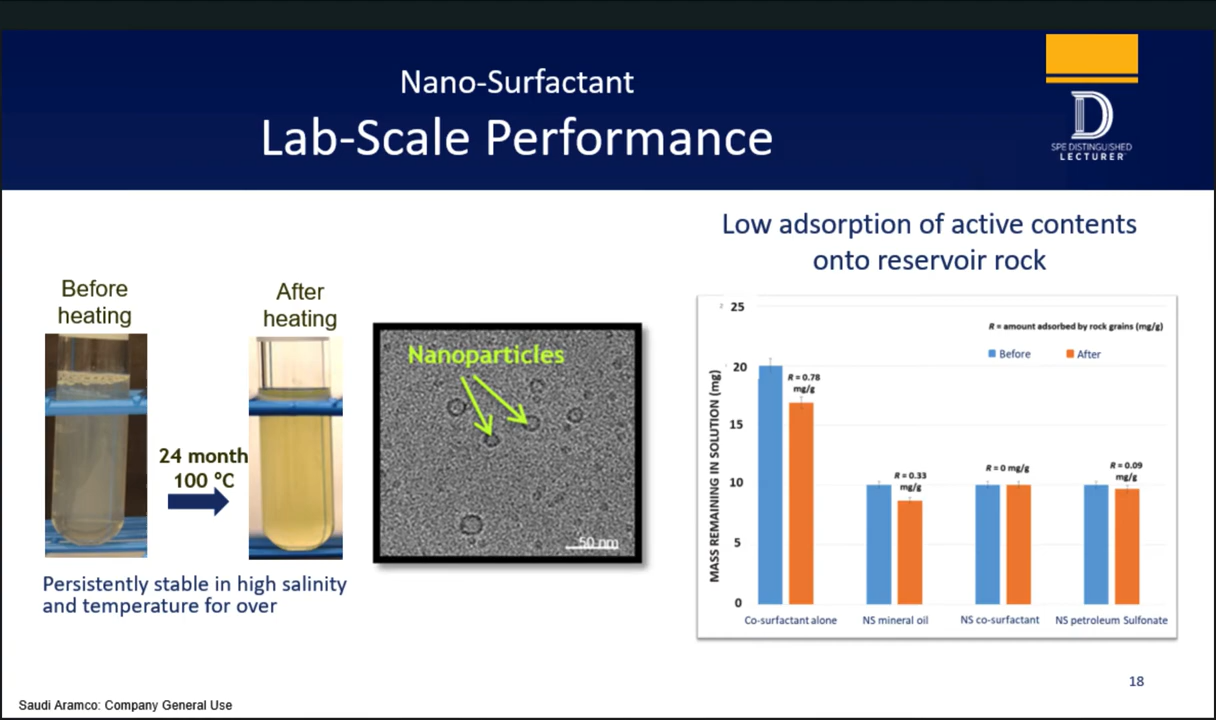 Nano-Surfactant
Lab-Scale Performance
SPE DISTINGUISHED
LECTURER
Before
heating
After
heating
24 month
100 °C
Persistently stable in high salinity
and temperature for over
Nanoparticles
50 nm
Low adsorption of active contents
onto reservoir rock
R = amount adsorbed by rock grains (mg/g)
Before
After
MASS REMAINING IN SOLUTION (mg)
25
20
15
10
5
0
R = 0.78
mg/g
R = 0.33
mg/g
R = 0 mg/g
R = 0.09
mg/g
Co-surfactant alone
NS mineral oil
NS co-surfactant
NS petroleum Sulfonate
18
Saudi Aramco: Company General Use